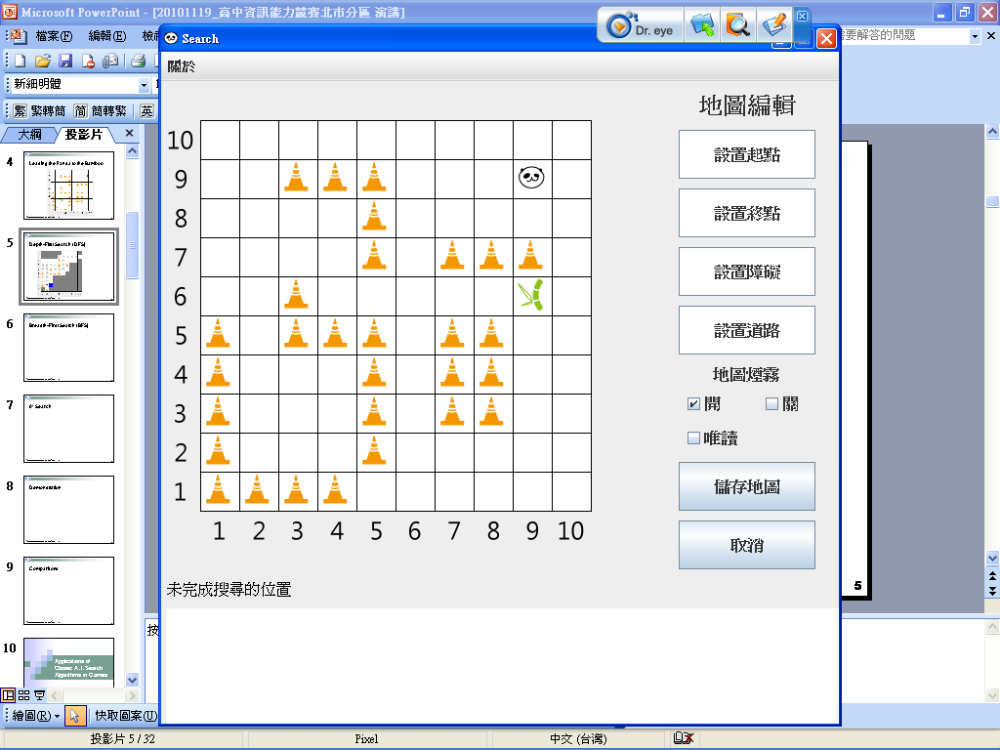 Microsoft PowerPoint - [20101119_高中資訊能力競賽北市分區 演講]
檔案(F) 編輯(E) 檢
需要解答的問題
新細明體
繁 繁轉簡 簡 簡轉繁 英
大綱 投影片
4
Leading the Panda to the Bamboo
5
Depth-First Search (DFS)
6
Breadth-First Search (BFS)
7
A* Search
8
Demonstration
9
Comparisons
10
Applications of
Classic A.I. Search
Algorithms in Games
繪圖(R) 快取圖案(U)
投影片 5 / 32
Pixel
中文 (台灣)
按
5
Search
Dr. eye
關於
10
9
8
7
6
5
4
3
2
1
1 2 3 4 5 6 7 8 9 10
地圖編輯
設置起點
設置終點
設置障礙
設置道路
地圖煙霧
開 關
唯讀
儲存地圖
取消
未完成搜尋的位置